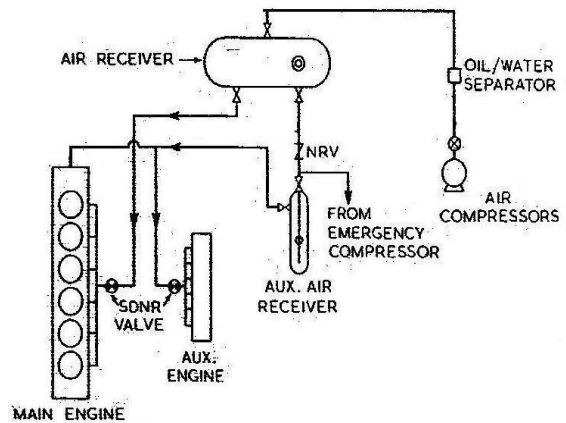 AIR RECEIVER
OIL/WATER
SEPARATOR
NRV
AIR
COMPRESSORS
FROM
EMERGENCY
COMPRESSOR
AUX. AIR
RECEIVER
SDNR
VALVE
AUX.
ENGINE
MAIN ENGINE